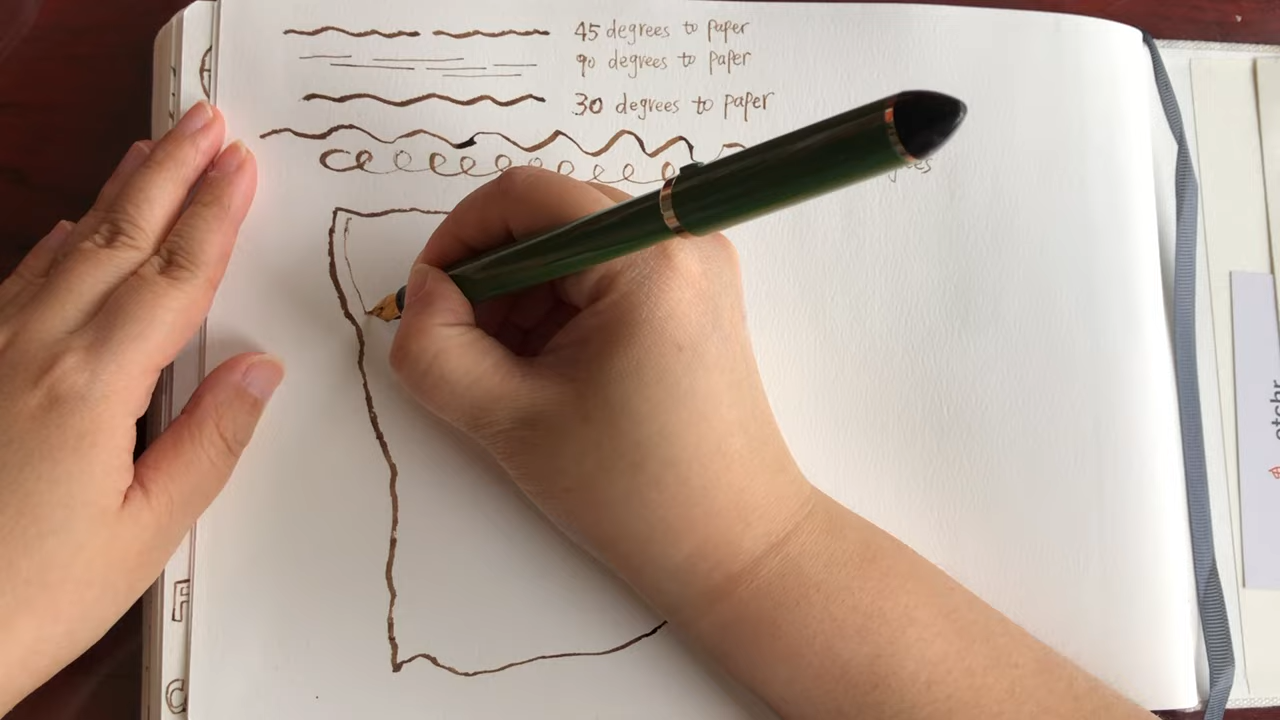 45 degrees to paper
90 degrees to paper
30 degrees to paper
F
C